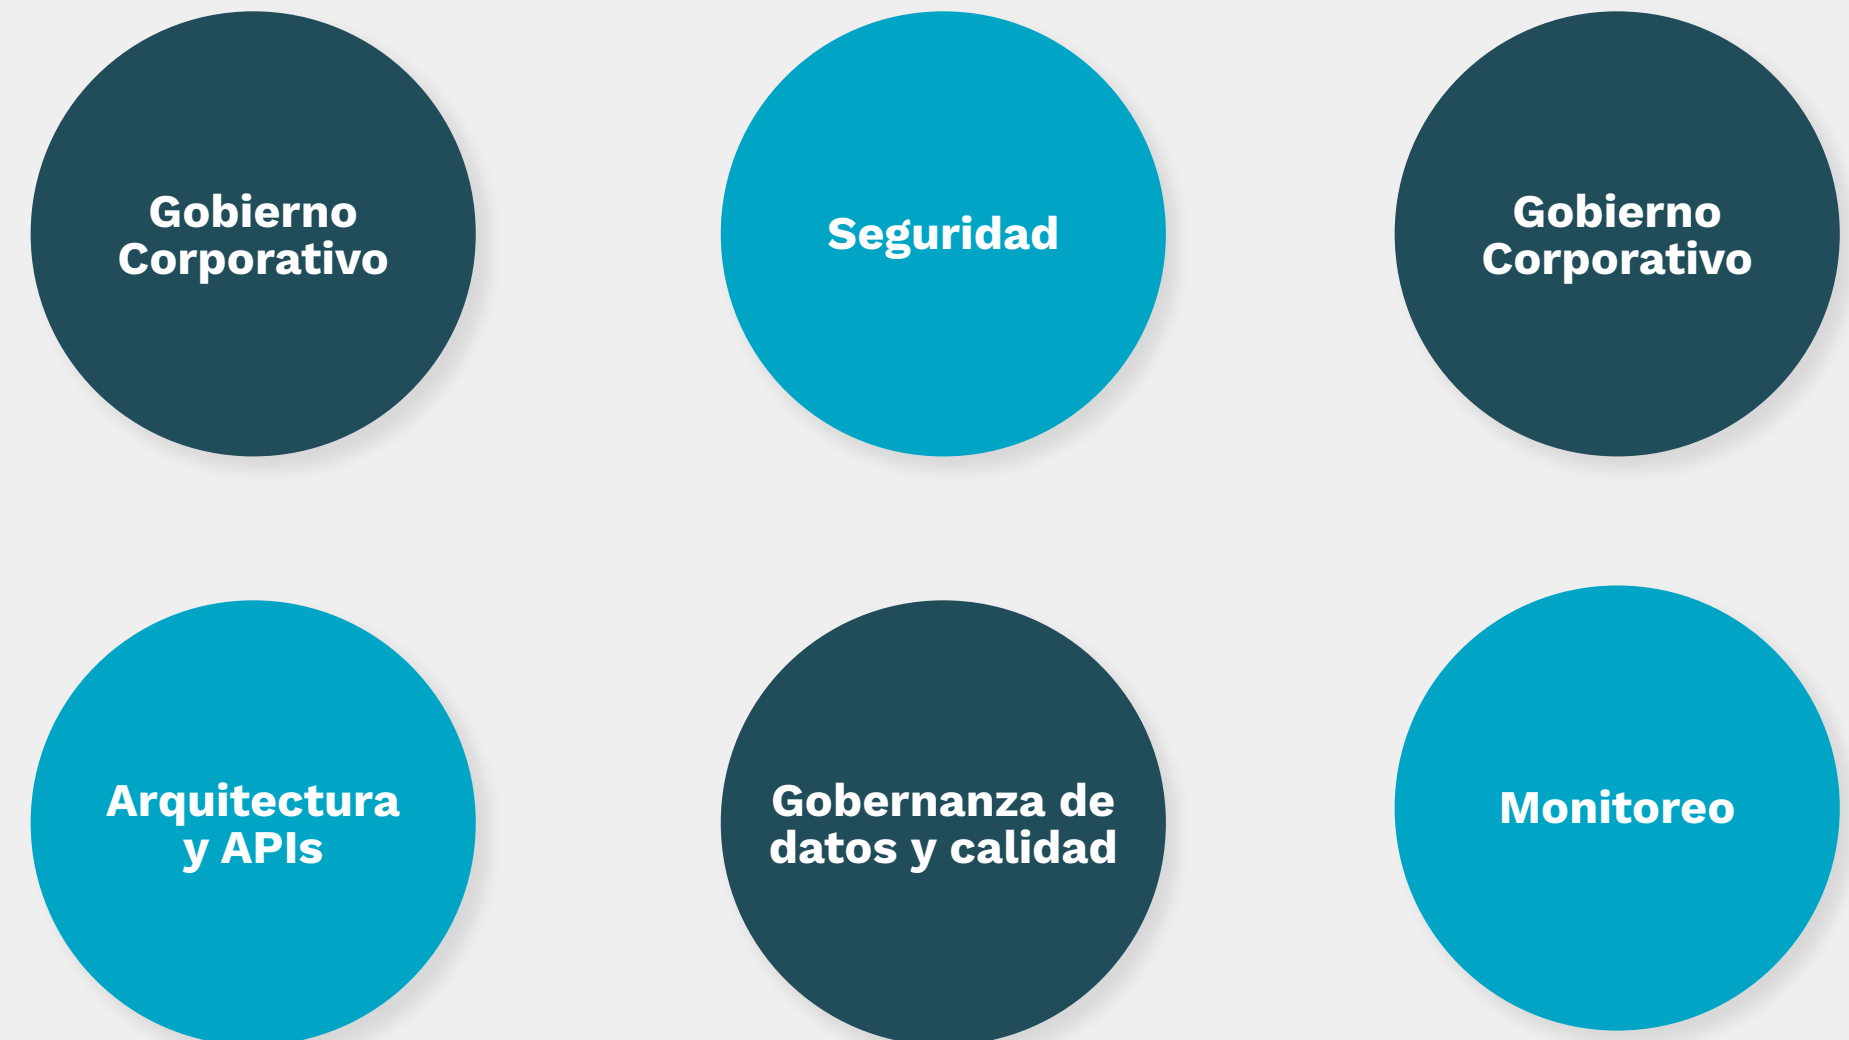 Gobierno
Corporativo
Seguridad
Gobierno
Corporativo
Arquitectura
y APIs
Gobernanza de
datos y calidad
Monitoreo